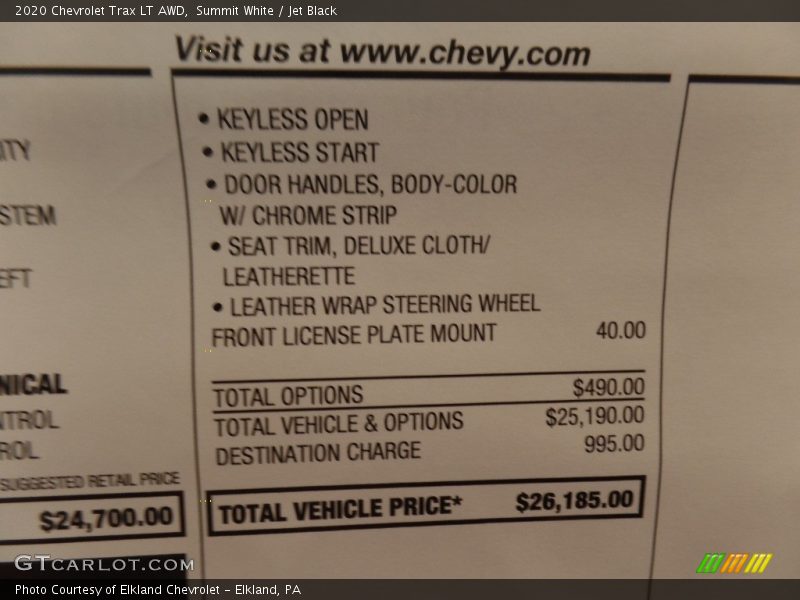 2020 Chevrolet Trax LT AWD, Summit White / Jet Black
Visit us at www.chevy.com
• KEYLESS OPEN
• KEYLESS START
• DOOR HANDLES, BODY-COLOR
W/ CHROME STRIP
• SEAT TRIM, DELUXE CLOTH/
LEATHERETTE
• LEATHER WRAP STEERING WHEEL
FRONT LICENSE PLATE MOUNT 40.00
TOTAL OPTIONS $490.00
TOTAL VEHICLE & OPTIONS $25,190.00
DESTINATION CHARGE 995.00
TOTAL VEHICLE PRICE* $26,185.00
ITY
STEM
EFT
NICAL
NTROL
ROL
SUGGESTED RETAIL PRICE
$24,700.00
GTCARLOT.COM
Photo Courtesy of Elkland Chevrolet - Elkland, PA